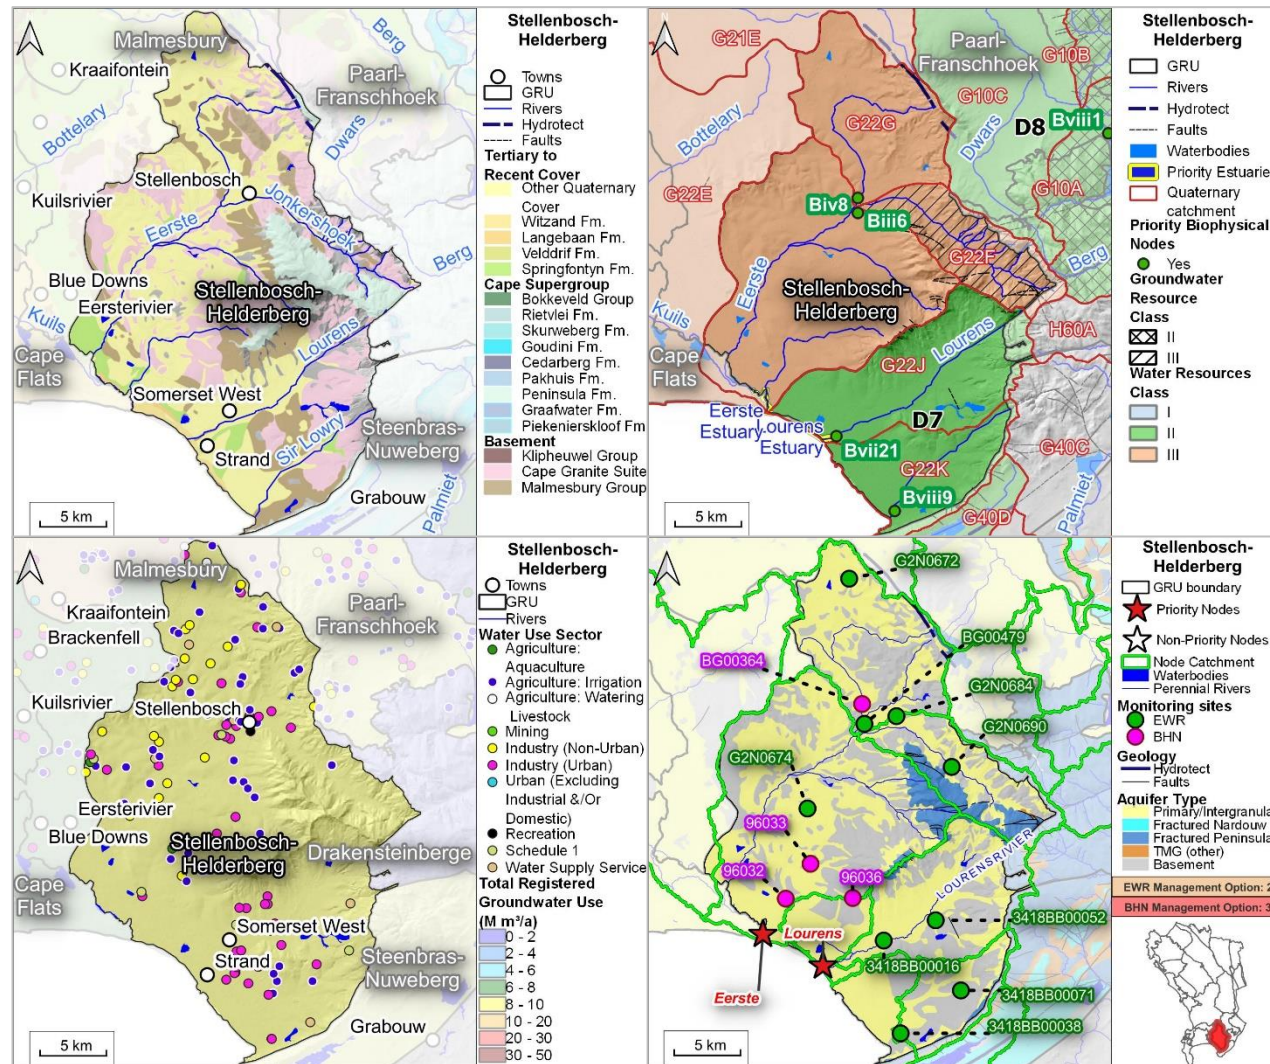 Malmesbury
Kraaifontein
Berg
Paarl-
Franschhoek
Bottelary
Dwars
Stellenbosch
Kuilsrivier
Jonkershoek
Eerste
Berg
Blue Downs
Stellenbosch-
Helderberg
Eersterivier
Kuils
Lourens
Cape
Flats
Somerset West
Steenbras-
Nuweberg
Strand
Sir Lowry
Grabouw
Palmiet
5 km
Stellenbosch-
Helderberg
Towns
GRU
Rivers
Hydrotect
Faults
Tertiary to
Recent Cover
Other Quaternary
Cover
Witzand Fm.
Langebaan Fm.
Velddrif Fm.
Springfontyn Fm.
Cape Supergroup
Bokkeveld Group
Rietvlei Fm.
Skurweberg Fm.
Goudini Fm.
Cedarberg Fm.
Pakhuis Fm.
Peninsula Fm.
Graafwater Fm.
Piekenierskloof Fm
Basement
Klipheuwel Group
Cape Granite Suite
Malmesbury Group
N
G21E
Paarl-
Franschhoek
G10B
G10C
Bviii1
D8
G22G
Bottelary
Dwars
G22E
G10A
Biv8
Biii6
G22F
Berg
Eerste
Stellenbosch-
Helderberg
Kuils
Lourens
H60A
Cape
Flats
G22J
Eerste
Estuary
Lourens
Estuary
D7
Bvii21
G22K
G40C
Bviii9
G40D
Palmiet
5 km
Stellenbosch-
Helderberg
GRU
Rivers
Hydrotect
Faults
Waterbodies
Priority Estuarie
Quaternary
catchment
Priority Biophysical
Nodes
Yes
Groundwater
Resource
Class
II
III
Water Resources
Class
I
II
III
Malmesbury
Kraaifontein
Brackenfell
Paarl-
Franschhoek
Kuilsrivier
Stellenbosch
Eersterivier
Blue Downs
Stellenbosch-
Helderberg
Drakensteinberge
Cape
Flats
Somerset West
Strand
Steenbras-
Nuweberg
Grabouw
5 km
Stellenbosch-
Helderberg
Towns
GRU
Rivers
Water Use Sector
Agriculture:
Aquaculture
Agriculture: Irrigation
Agriculture: Watering
Livestock
Mining
Industry (Non-Urban)
Industry (Urban)
Urban (Excluding
Industrial &/Or
Domestic)
Recreation
Schedule 1
Water Supply Service
Total Registered
Groundwater Use
(M m³/a)
0 - 2
2 - 4
4 - 6
6 - 8
8 - 10
10 - 20
20 - 30
30 - 50
G2N0672
BG00479
BG00364
G2N0684
G2N0690
G2N0674
96033
96032
96036
LOURENSRIVIER
3418BB00052
Lourens
3418BB00016
Eerste
3418BB00071
3418BB00038
5 km
Stellenbosch-
Helderberg
GRU boundary
Priority Nodes
Non-Priority Nodes
Node Catchment
Waterbodies
Perennial Rivers
Monitoring sites
EWR
BHN
Geology
Hydrotect
Faults
Aquifer Type
Primary/Intergranula
Fractured Nardouw
Fractured Peninsula
TMG (other)
Basement
EWR Management Option: 2
BHN Management Option: 3